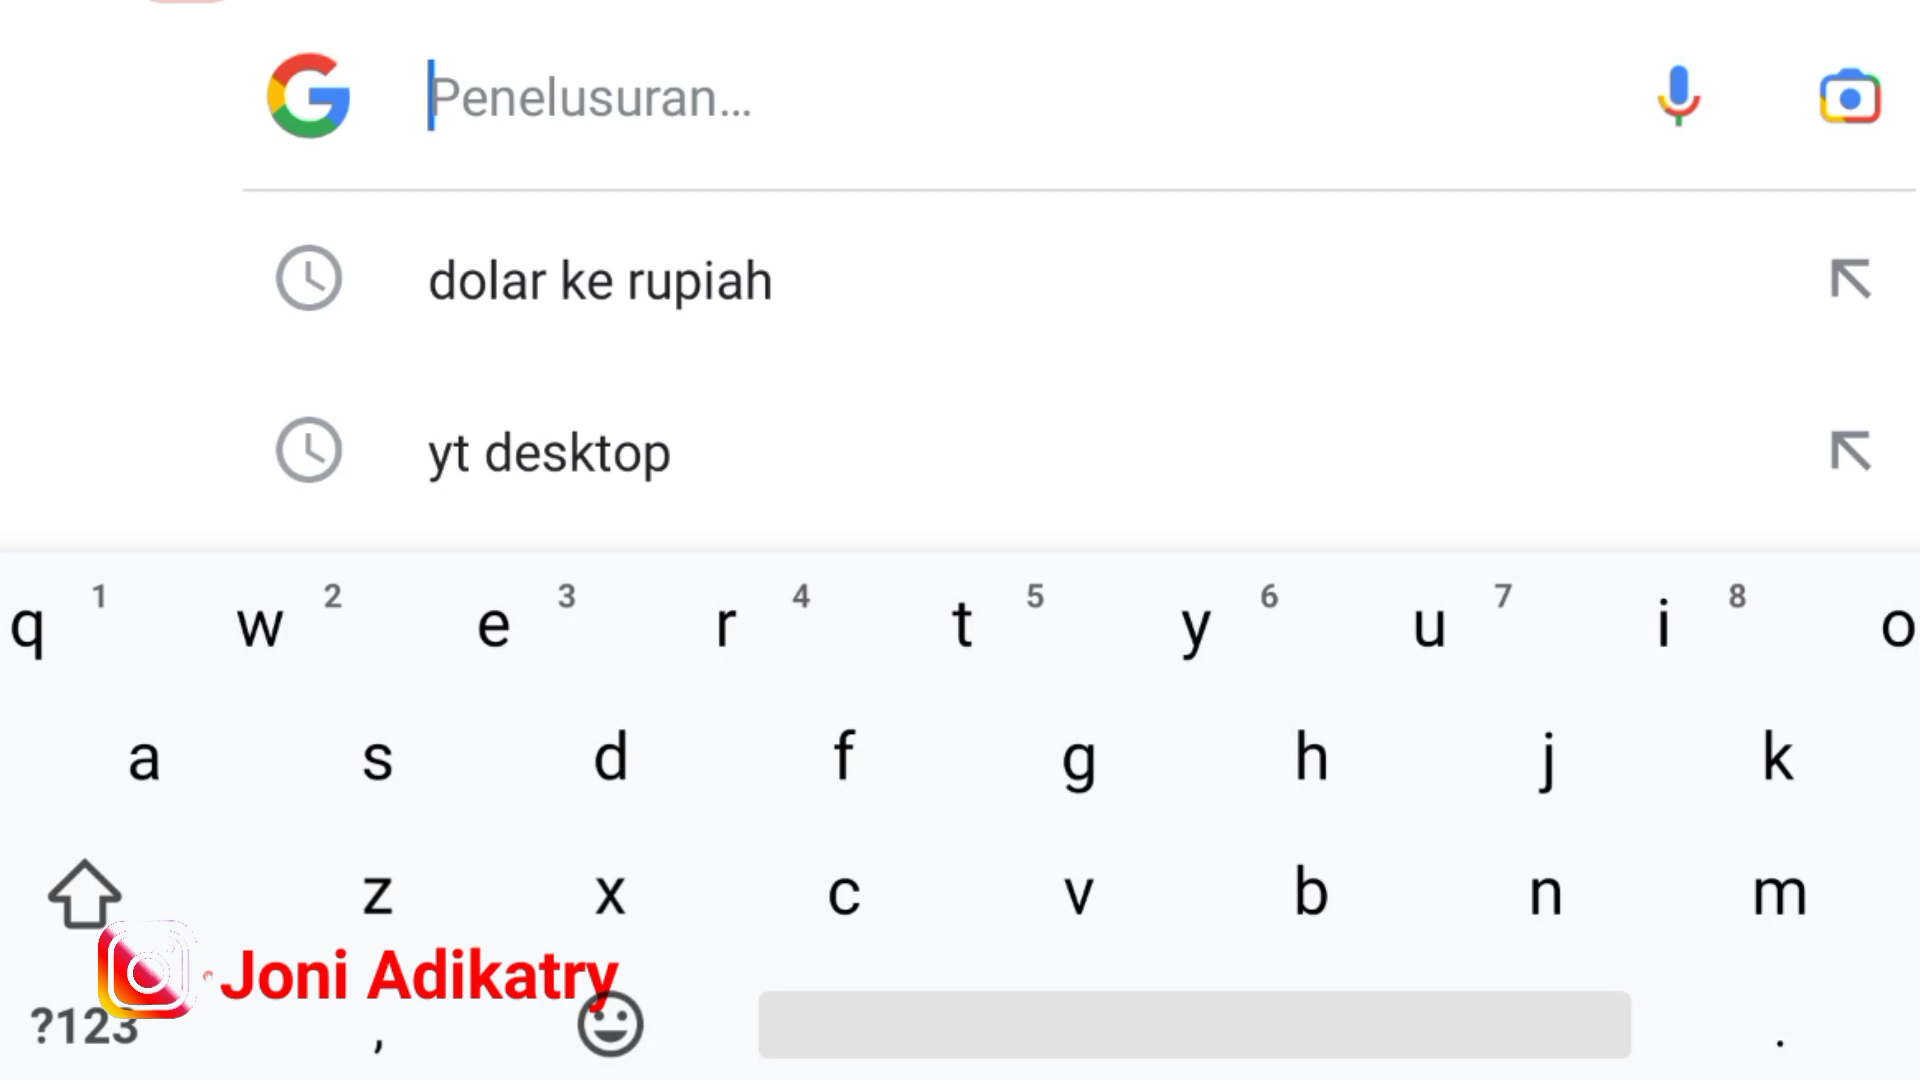 Penelusuran...
dolar ke rupiah
yt desktop
q 1 w 2 e 3 r 4 t 5 y 6 u 7 i 8 o
a s d f g h j k
z x c v b n m
Joni Adikatry
?123 , .